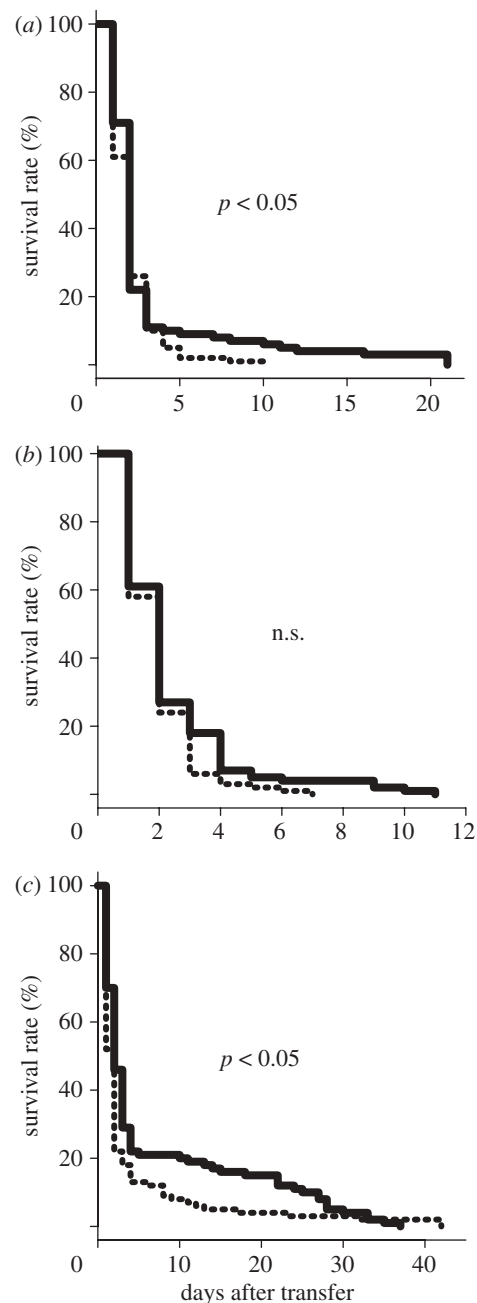 (a) 100
80
60
40
20
0 5 10 15 20
survival rate (%)
p < 0.05
(b) 100
80
60
40
20
0 2 4 6 8 10 12
survival rate (%)
n.s.
(c) 100
80
60
40
20
0 10 20 30 40
survival rate (%)
p < 0.05
days after transfer